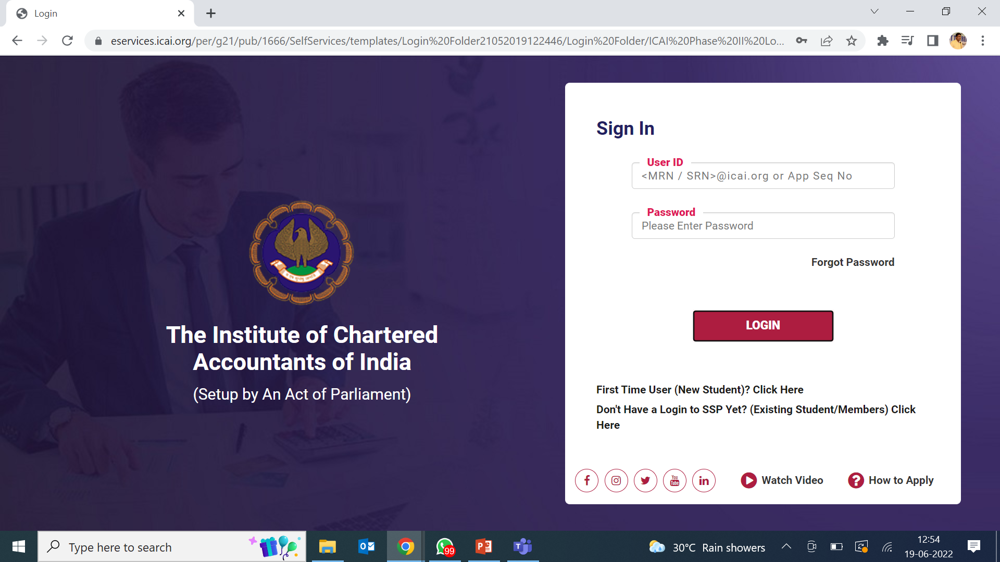 Login
eservices.icai.org/per/g21/pub/1666/SelfServices/templates/Login%20Folder21052019122446/Login%20Folder/ICAI%20Phase%20II%20Lo...
Sign In
User ID
<MRN / SRN>@icai.org or App Seq No
Password
Please Enter Password
Forgot Password
LOGIN
The Institute of Chartered
Accountants of India
(Setup by An Act of Parliament)
First Time User (New Student)? Click Here
Don't Have a Login to SSP Yet? (Existing Student/Members) Click
Here
You
Tube
Watch Video
How to Apply
Type here to search
99
30°C Rain showers
12:54
19-06-2022